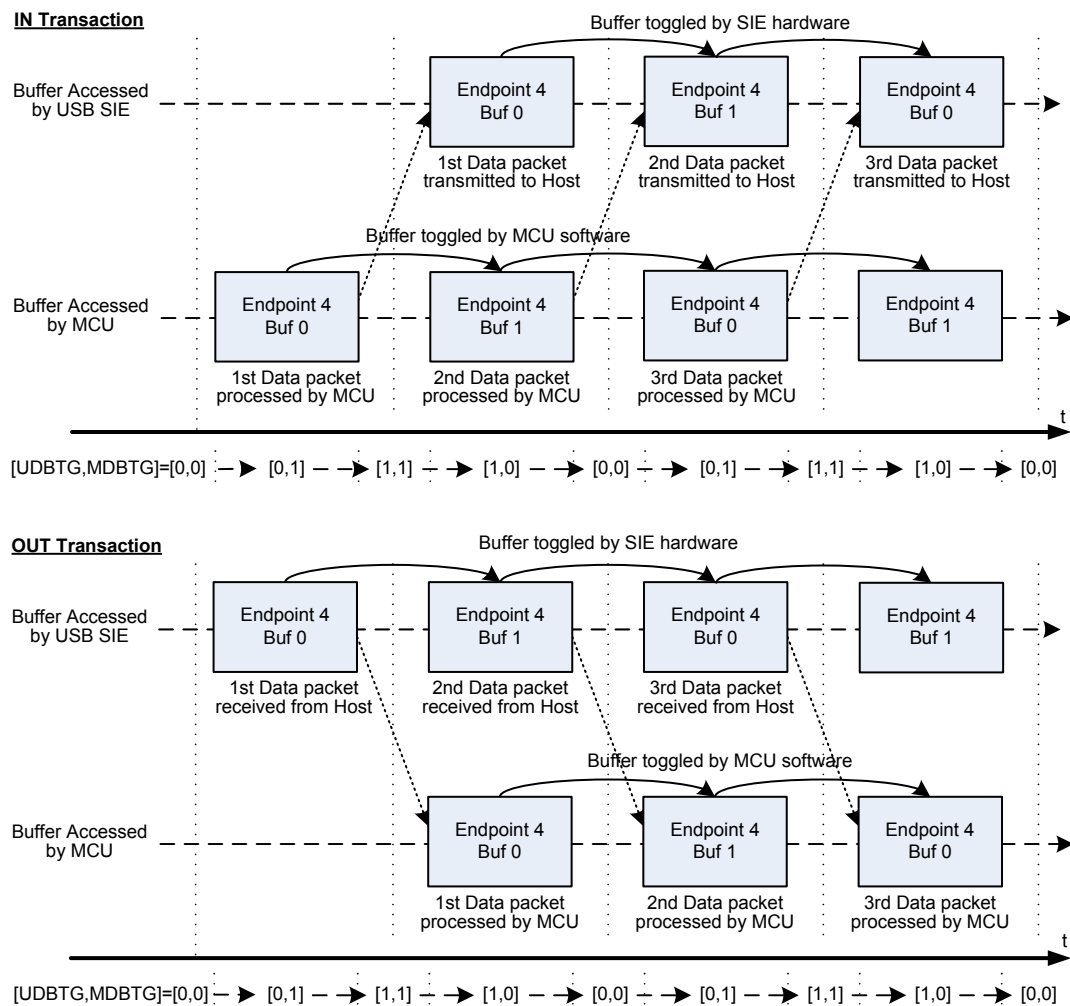 IN Transaction
Buffer toggled by SIE hardware
Buffer Accessed
by USB SIE
Endpoint 4
Buf 0
Endpoint 4
Buf 1
Endpoint 4
Buf 0
1st Data packet
transmitted to Host
2nd Data packet
transmitted to Host
3rd Data packet
transmitted to Host
Buffer toggled by MCU software
Buffer Accessed
by MCU
Endpoint 4
Buf 0
Endpoint 4
Buf 1
Endpoint 4
Buf 0
Endpoint 4
Buf 1
1st Data packet
processed by MCU
2nd Data packet
processed by MCU
3rd Data packet
processed by MCU
t
[UDBTG,MDBTG]=[0,0] [0,1] [1,1] [1,0] [0,0] [0,1] [1,1] [1,0] [0,0]
OUT Transaction
Buffer toggled by SIE hardware
Buffer Accessed
by USB SIE
Endpoint 4
Buf 0
Endpoint 4
Buf 1
Endpoint 4
Buf 0
Endpoint 4
Buf 1
1st Data packet
received from Host
2nd Data packet
received from Host
3rd Data packet
received from Host
Buffer toggled by MCU software
Buffer Accessed
by MCU
Endpoint 4
Buf 0
Endpoint 4
Buf 1
Endpoint 4
Buf 0
1st Data packet
processed by MCU
2nd Data packet
processed by MCU
3rd Data packet
processed by MCU
t
[UDBTG,MDBTG]=[0,0] [0,1] [1,1] [1,0] [0,0] [0,1] [1,1] [1,0] [0,0]